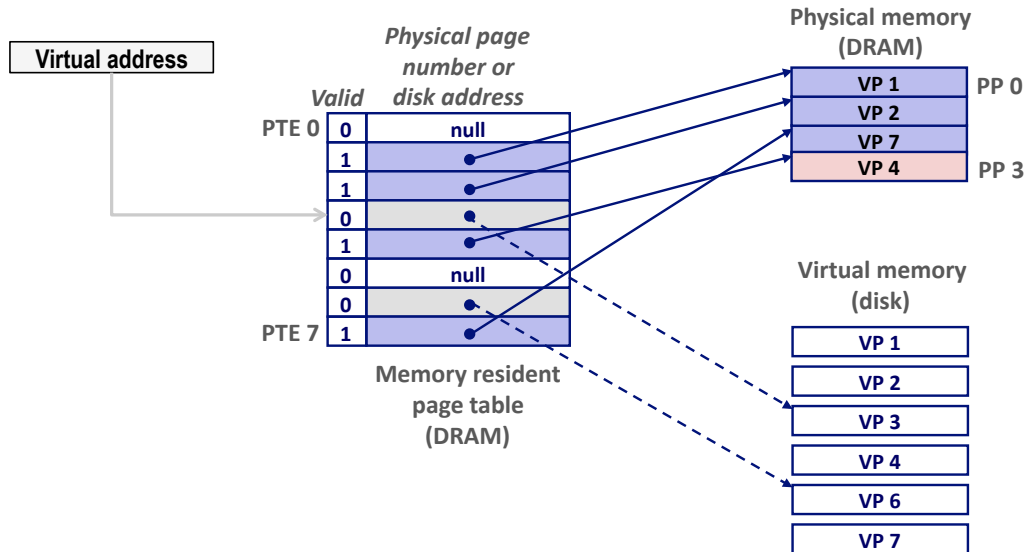 Virtual address
Physical page
number or
disk address
Valid
PTE 0
0
null
1
1
0
1
0
null
0
PTE 7
1
Memory resident
page table
(DRAM)
Physical memory
(DRAM)
VP 1
PP 0
VP 2
VP 7
VP 4
PP 3
Virtual memory
(disk)
VP 1
VP 2
VP 3
VP 4
VP 6
VP 7